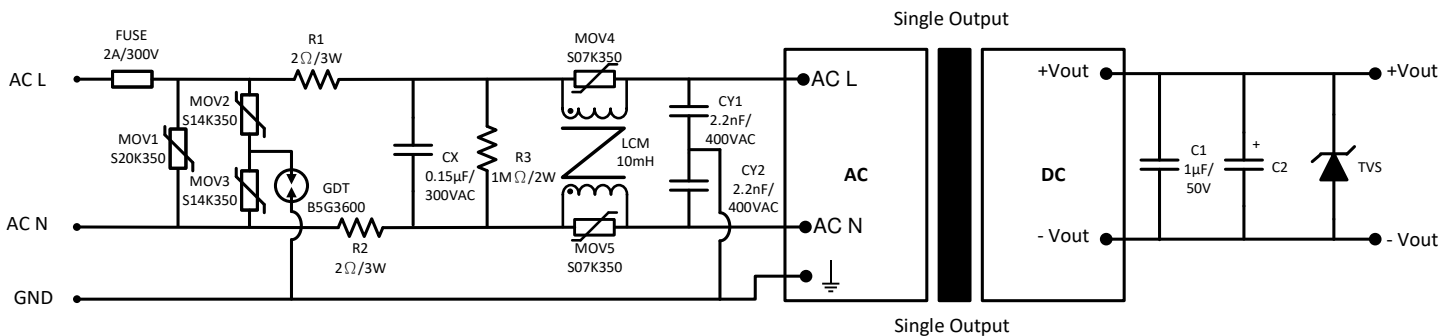 Single Output
FUSE
2A/300V
R1
2Ω/3W
MOV4
S07K350
AC L
AC L
+Vout
+Vout
MOV2
S14K350
CY1
2.2nF/
400VAC
MOV1
S20K350
LCM
10mH
CX
0.15μF/
300VAC
R3
1MΩ/2W
C1
1μF/
50V
+
C2
TVS
AC
DC
MOV3
S14K350
GDT
B5G3600
CY2
2.2nF/
400VAC
AC N
AC N
- Vout
- Vout
R2
2Ω/3W
MOV5
S07K350
GND
Single Output